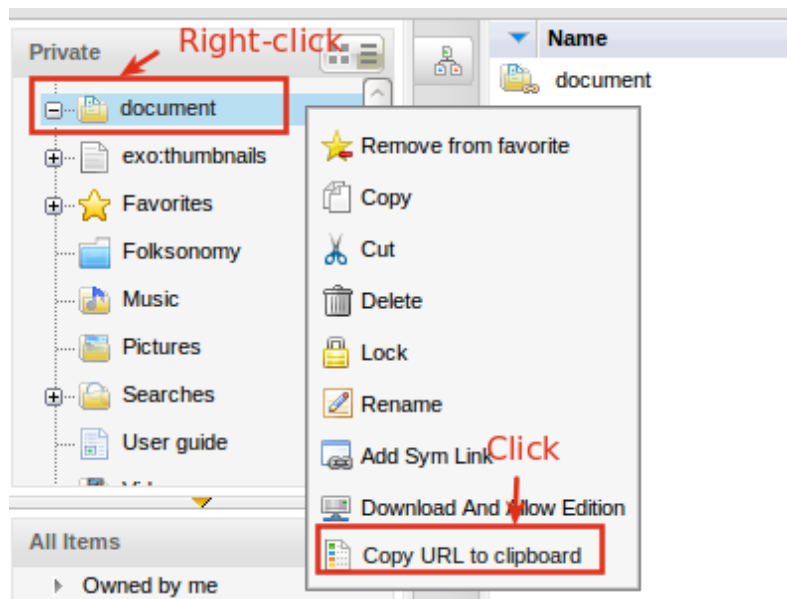 Right-click
Private
document
exo:thumbnails
Favorites
Folksonomy
Music
Pictures
Searches
User guide
All Items
Owned by me
Remove from favorite
Copy
Cut
Delete
Lock
Rename
Add Sym Link
Click
Download And Allow Edition
Copy URL to clipboard
Name
document